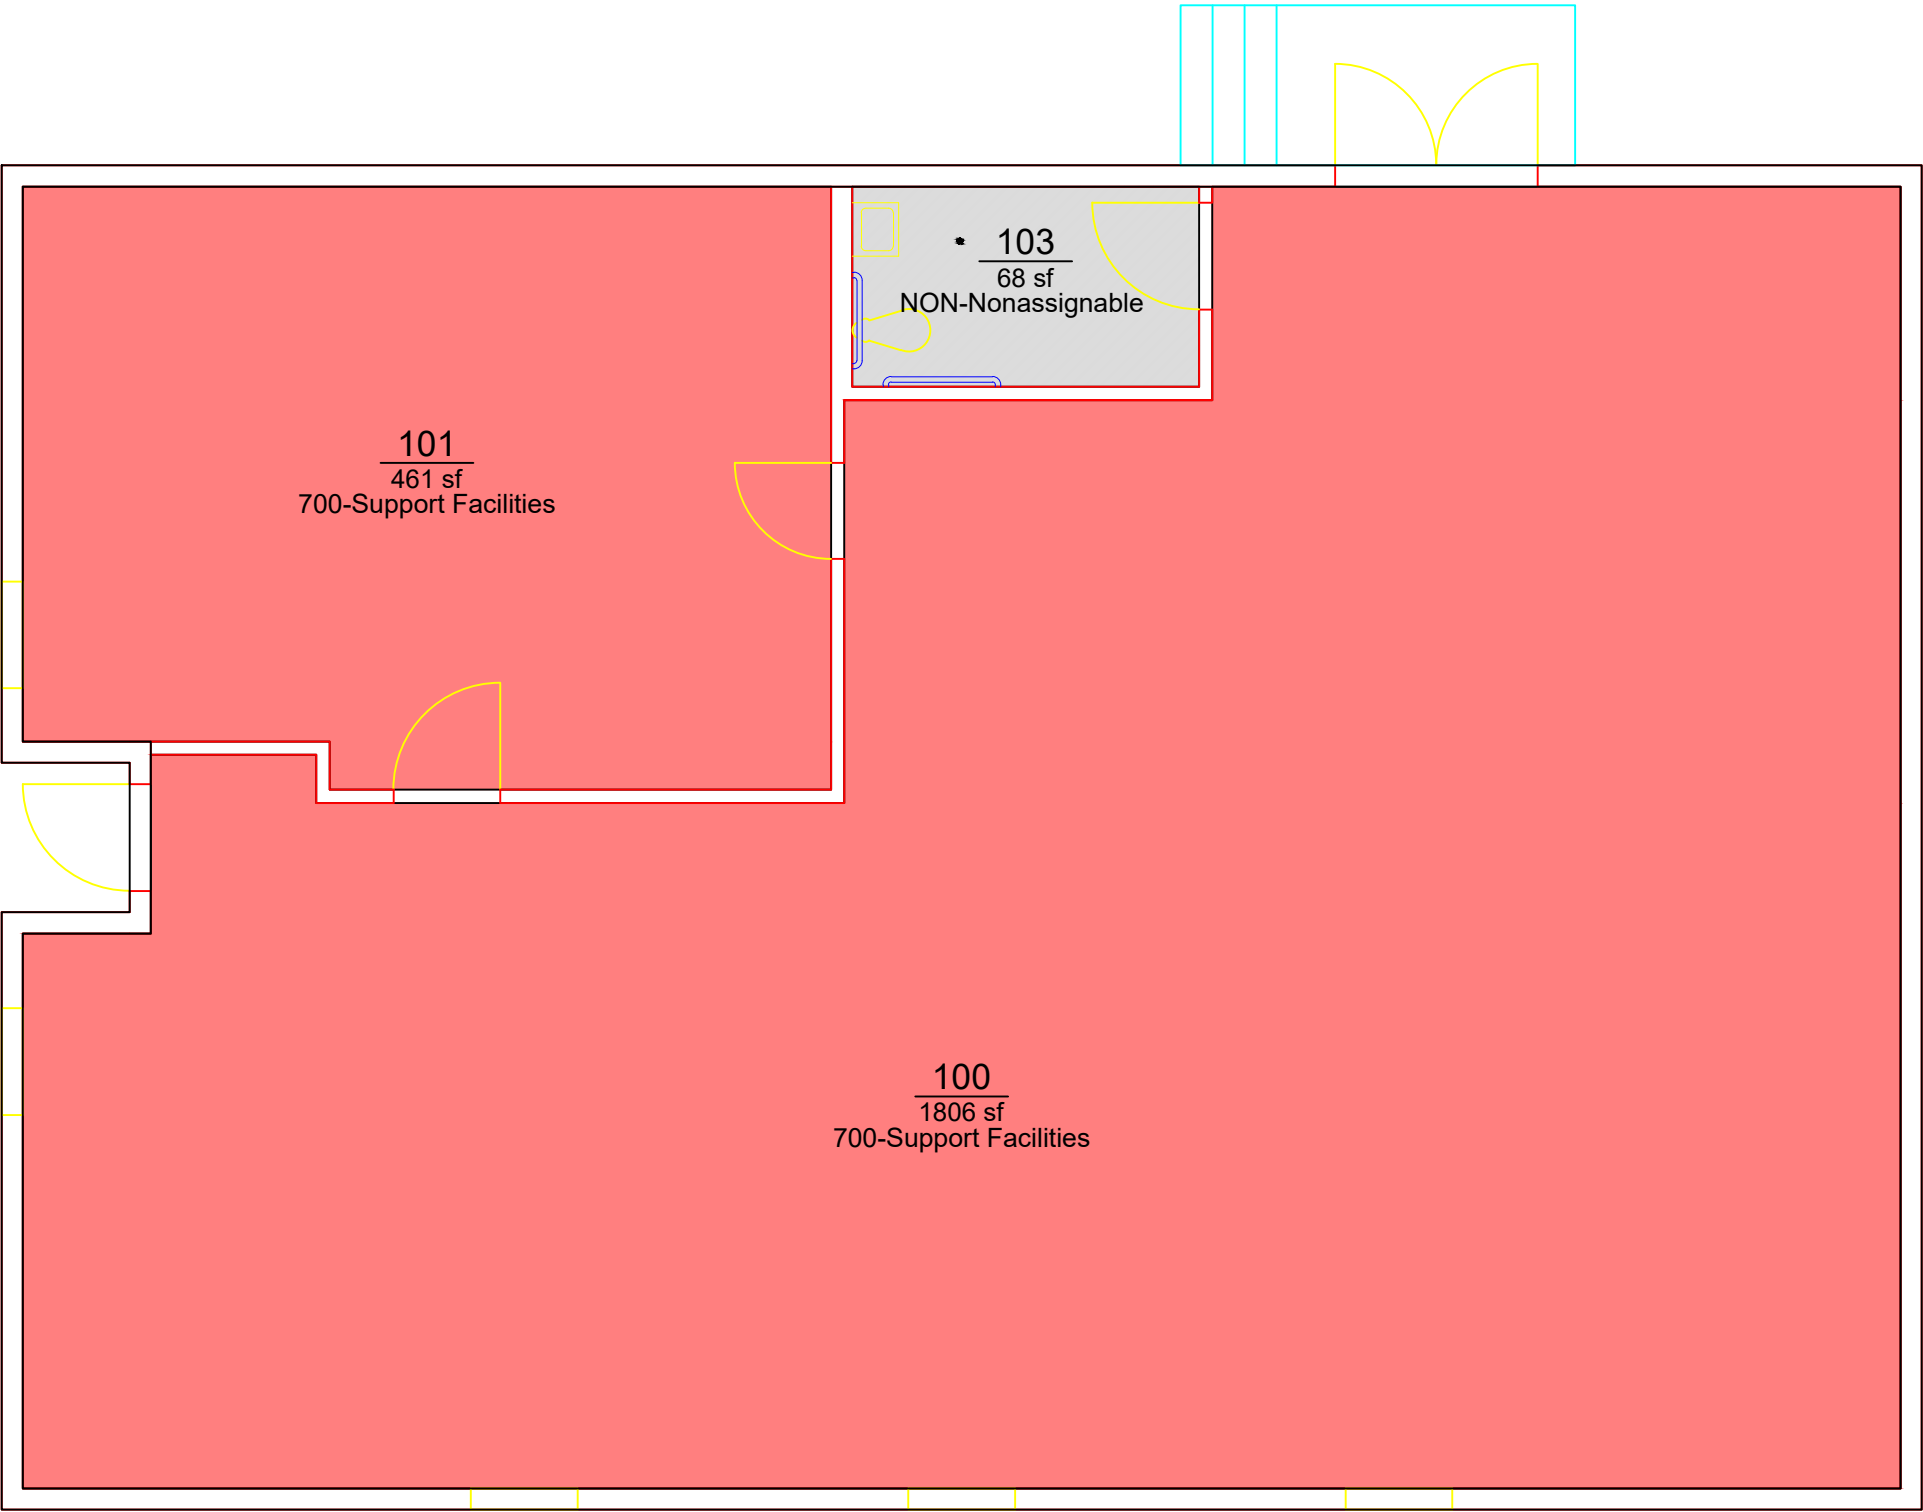 103
68 sf
NON-Nonassignable
101
461 sf
700-Support Facilities
100
1806 sf
700-Support Facilities